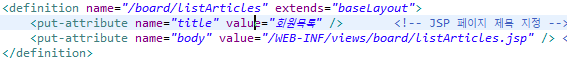 <definition name="/board/listArticles" extends="baseLayout">
<put-attribute name="title" value="회원목록" /> <!-- JSP 페이지 제목 지정 -->
<put-attribute name="body" value="/WEB-INF/views/board/listArticles.jsp" /> <
</definition>